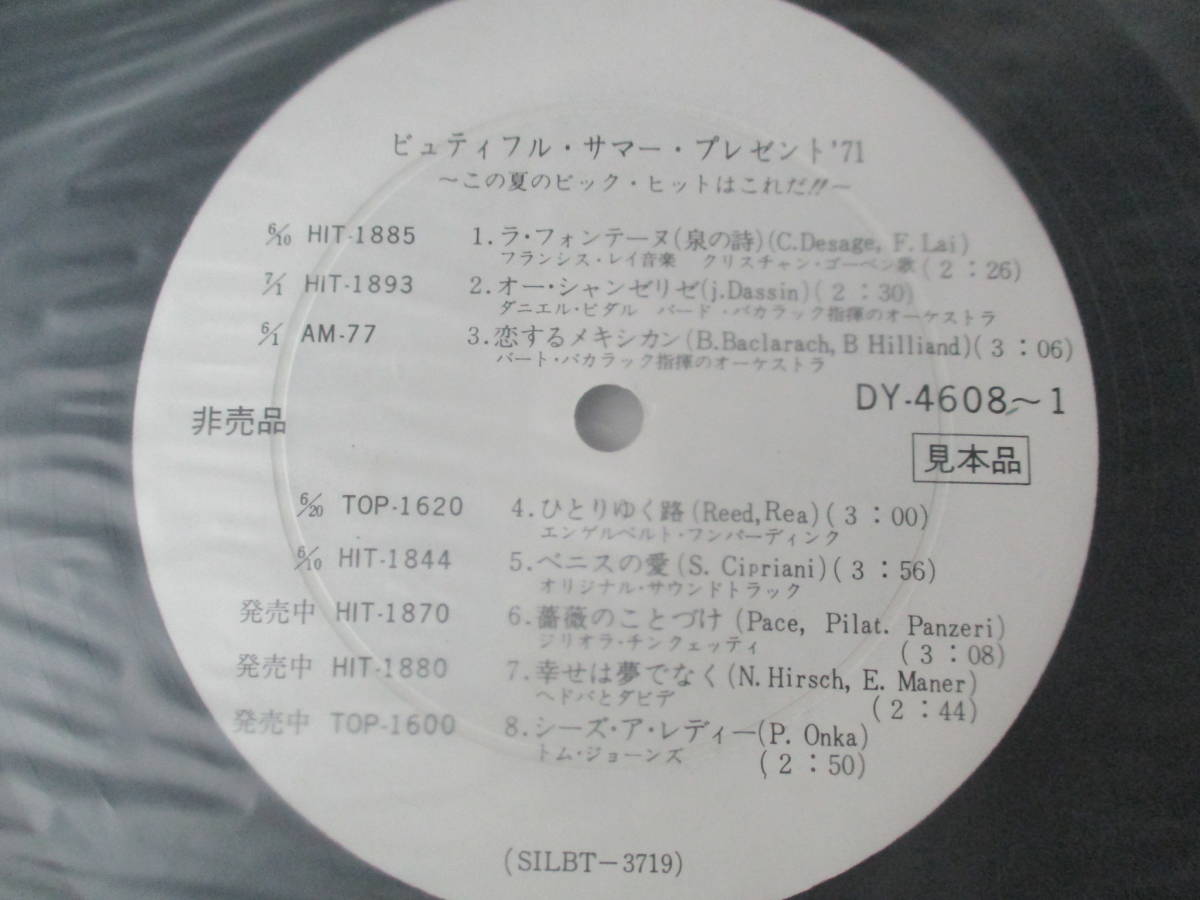 ビュティフル・サマー・プレゼント'71
〜この夏のビック・ヒットはこれだ!!〜
6/10 HIT-1885 1. ラ・フォンテーヌ(泉の詩)(C.Desage, F. Lai)
フランシス・レイ音楽 クリスチャン・ゴーベン歌(2:26)
7/1 HIT-1893 2. オー・シャンゼリゼ(j.Dassin)(2:30)
ダニエル・ビダル バード・バカラック指揮のオーケストラ
6/1 AM-77 3. 恋するメキシカン(B.Baclarach, B Hilliand)(3:06)
バート・バカラック指揮のオーケストラ
DY-4608〜1
非売品
見本品
6/20 TOP-1620 4. ひとりゆく路(Reed,Rea)(3:00)
エンゲルベルト・フンパーディンク
6/10 HIT-1844 5. ベニスの愛(S. Cipriani)(3:56)
オリジナル・サウンドトラック
発売中 HIT-1870 6. 薔薇のことづけ(Pace, Pilat. Panzeri)
ジリオラ・チンクェッティ (3:08)
発売中 HIT-1880 7. 幸せは夢でなく(N.Hirsch, E. Maner)
ヘドバとダビデ (2:44)
発売中 TOP-1600 8. シーズ・ア・レディー(P. Onka)
トム・ジョーンズ (2:50)
(SILBT-3719)